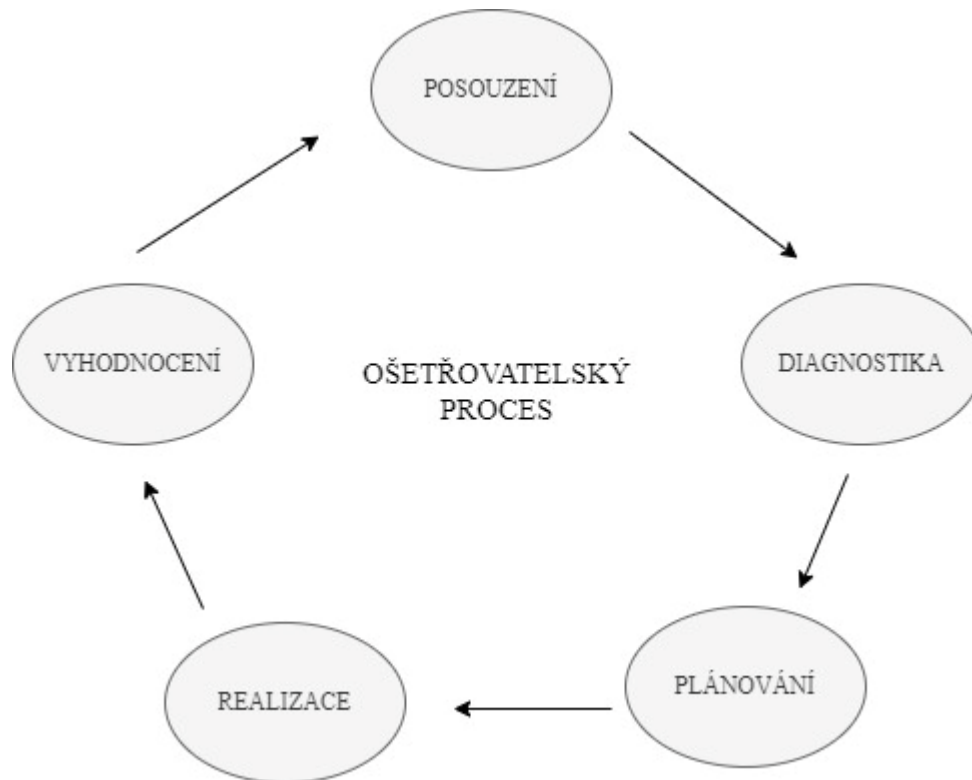 POSOUZENÍ
DIAGNOSTIKA
PLÁNOVÁNÍ
REALIZACE
VYHODNOCENÍ
OŠETŘOVATELSKÝ
PROCES